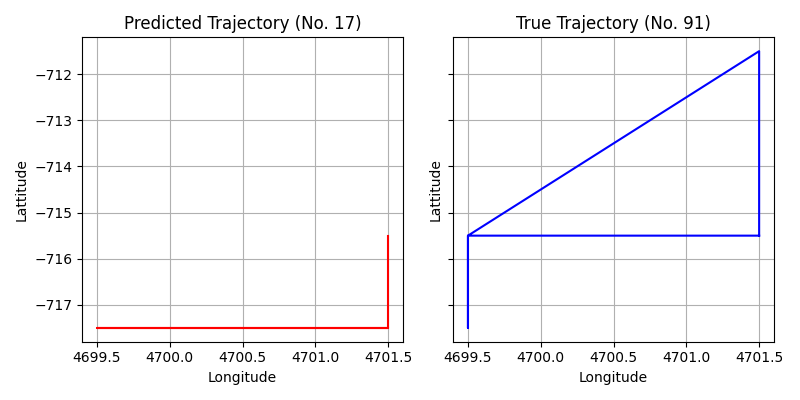 Predicted Trajectory (No. 17)
True Trajectory (No. 91)
Lattitude
−712
−713
−714
−715
−716
−717
4699.5 4700.0 4700.5 4701.0 4701.5
Longitude
Lattitude
4699.5 4700.0 4700.5 4701.0 4701.5
Longitude